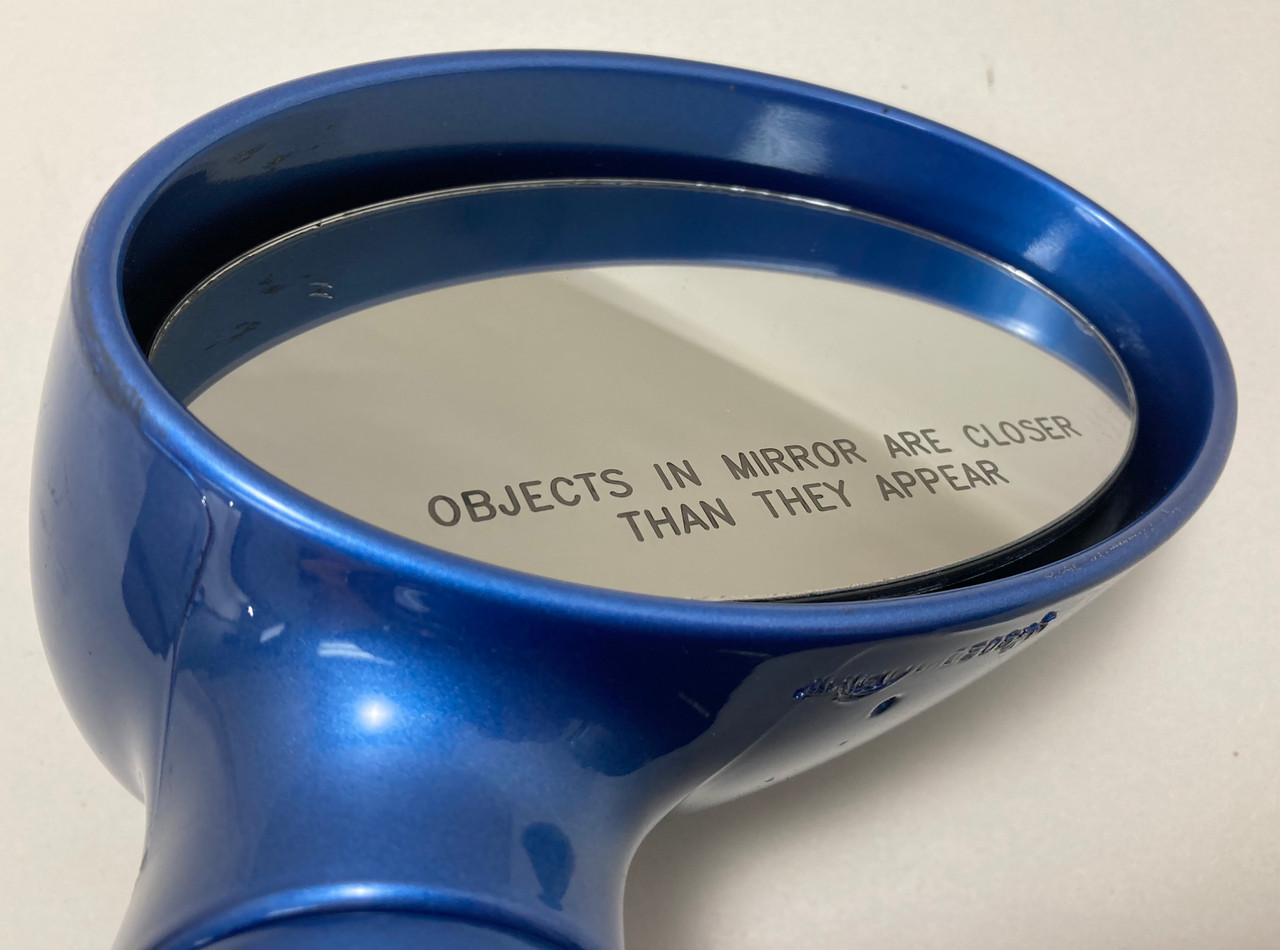 OBJECTS IN MIRROR ARE CLOSER
THAN THEY APPEAR